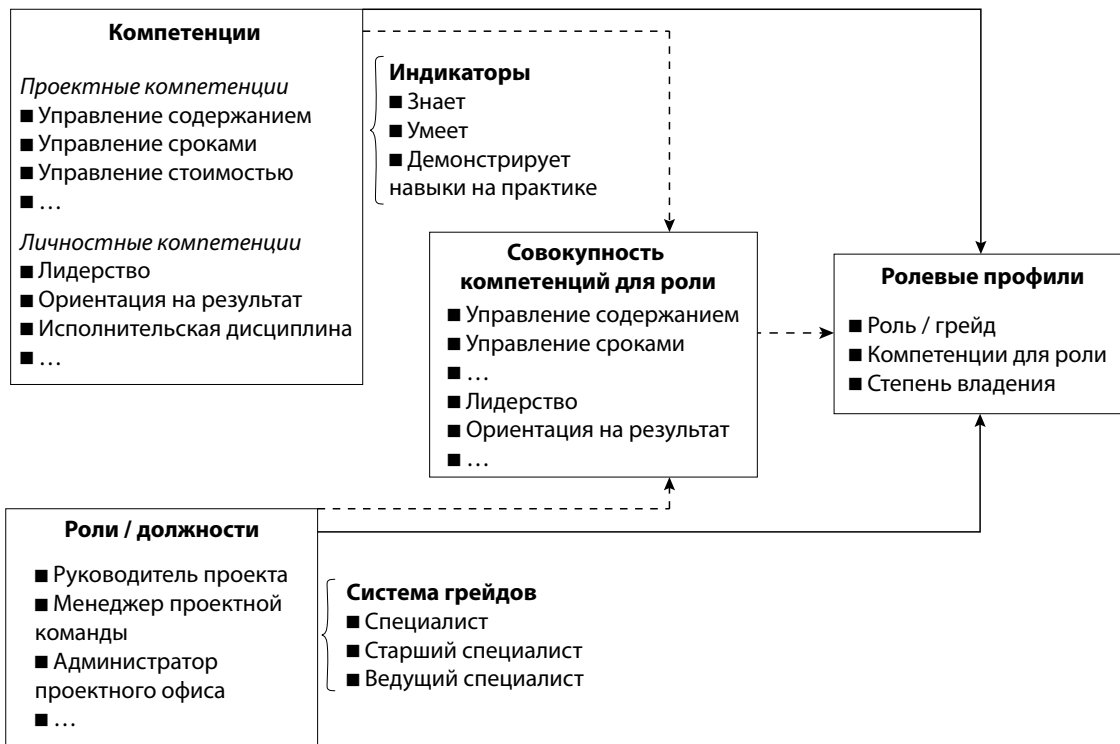 Компетенции
Проектные компетенции
■ Управление содержанием
■ Управление сроками
■ Управление стоимостью
■ …
Личностные компетенции
■ Лидерство
■ Ориентация на результат
■ Исполнительская дисциплина
■ …
Индикаторы
■ Знает
■ Умеет
■ Демонстрирует
навыки на практике
Совокупность
компетенций для роли
■ Управление содержанием
■ Управление сроками
■ …
■ Лидерство
■ Ориентация на результат
■ …
Ролевые профили
■ Роль / грейд
■ Компетенции для роли
■ Степень владения
Роли / должности
■ Руководитель проекта
■ Менеджер проектной
команды
■ Администратор
проектного офиса
■ …
Система грейдов
■ Специалист
■ Старший специалист
■ Ведущий специалист